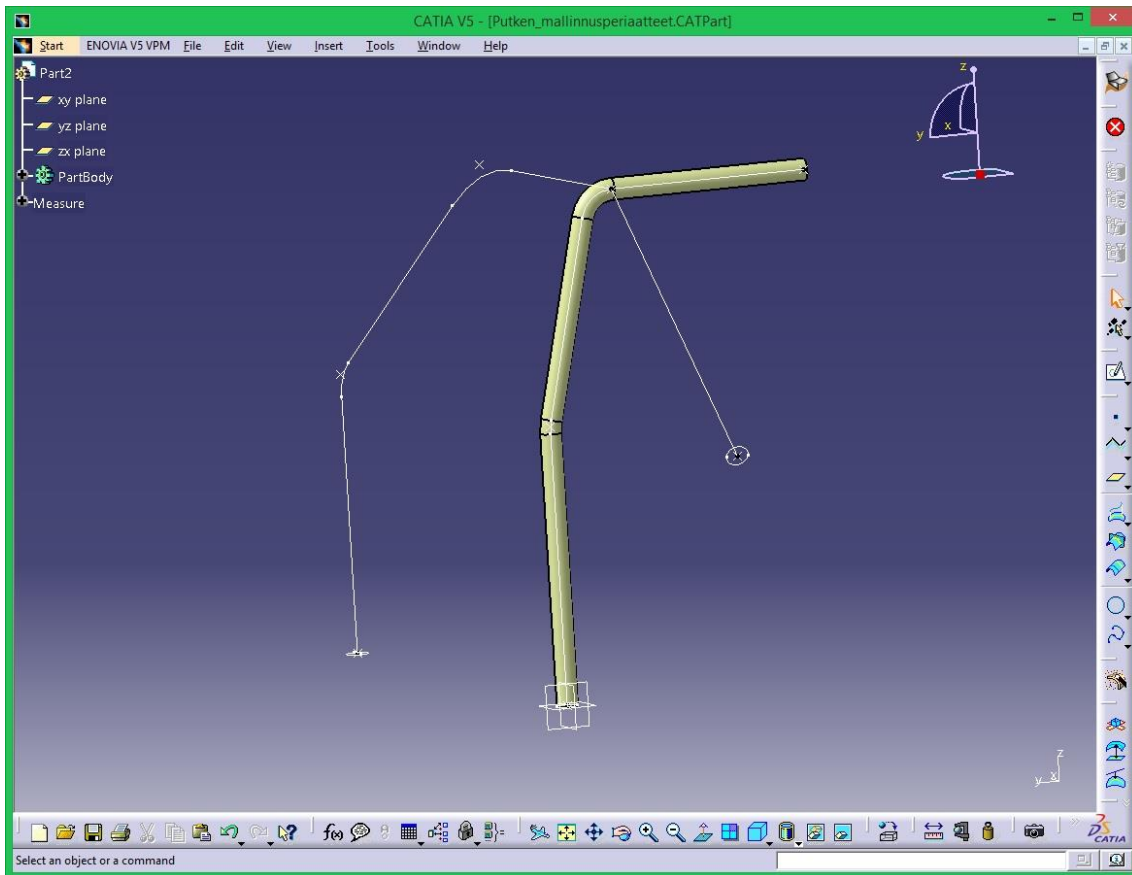 CATIA V5 - [Putken_mallinnusperiaatteet.CATPart]
Start ENOVIA V5 VPM File Edit View Insert Tools Window Help
Part2
xy plane
yz plane
zx plane
PartBody
Measure
z
y x
z
y x
f(x)
CATIA
Select an object or a command